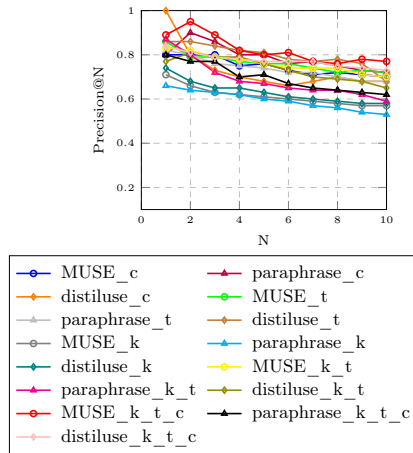 1
0.8
0.6
0.4
0.2
Precision@N
0 2 4 6 8 10
N
MUSE_c paraphrase_c
distiluse_c MUSE_t
paraphrase_t distiluse_t
MUSE_k paraphrase_k
distiluse_k MUSE_k_t
paraphrase_k_t distiluse_k_t
MUSE_k_t_c paraphrase_k_t_c
distiluse_k_t_c